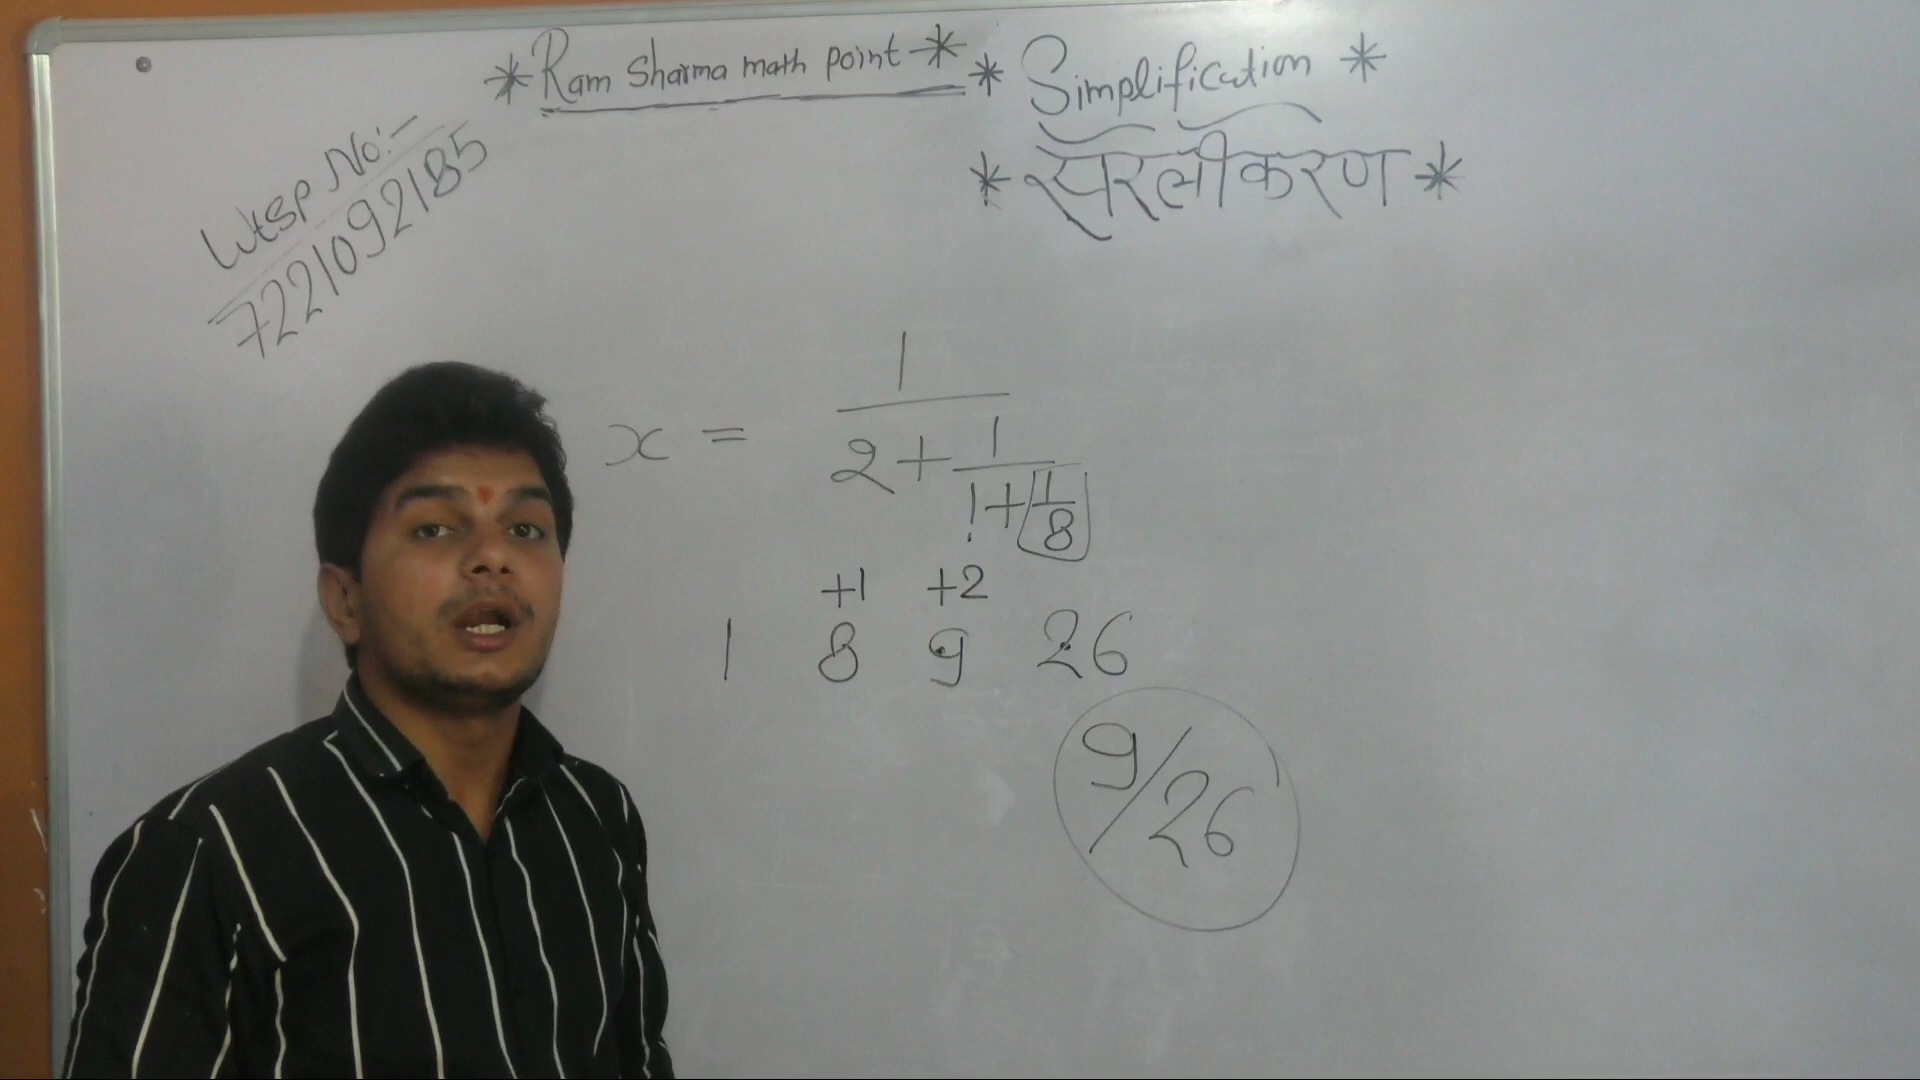 *Ram Sharma math point*
* Simplification *
* सरलीकरण *
Wtsp No:-
7221092185
x = 1
2+1
1+1
8
+1 +2
1 8 9 26
9/26